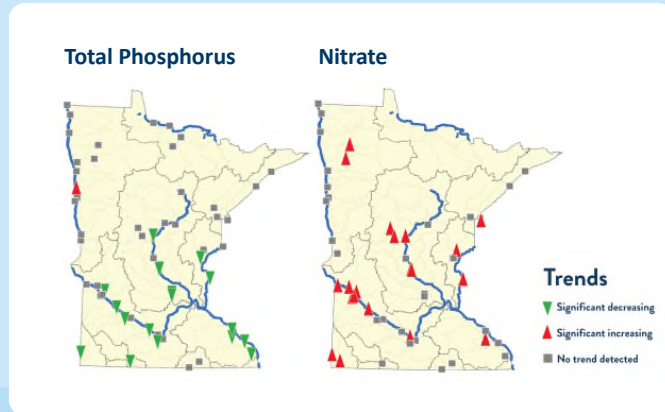 Total Phosphorus
Nitrate
Trends
Significant decreasing
Significant increasing
No trend detected